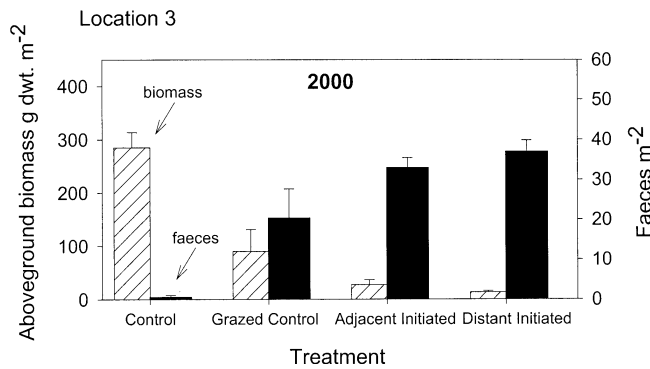 Location 3
2000
Aboveground biomass g dwt. m-2
400
300
200
100
0
biomass
faeces
60
50
40
30
20
10
0
Faeces m-2
Control
Grazed Control
Adjacent Initiated
Distant Initiated
Treatment